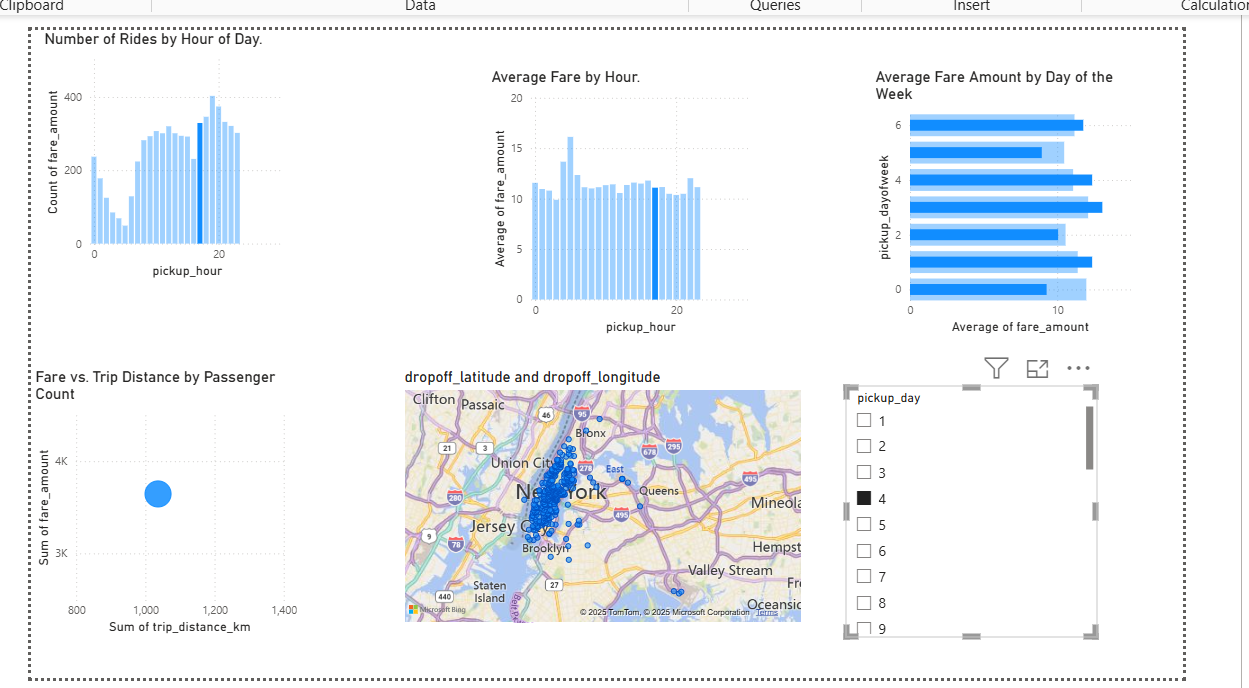 Clipboard
Data
Queries
Insert
Number of Rides by Hour of Day.
Count of fare_amount
400
200
0
0
20
pickup_hour
Average Fare by Hour.
Average of fare_amount
20
15
10
5
0
0
20
pickup_hour
Average Fare Amount by Day of the
Week
pickup_dayofweek
6
4
2
0
0
10
Average of fare_amount
Fare vs. Trip Distance by Passenger
Count
Sum of fare_amount
4K
3K
800
1,000
1,200
1,400
Sum of trip_distance_km
dropoff_latitude and dropoff_longitude
Clifton
Passaic
46
95
Bronx
21
3
678
295
Union City
278
East
280
New York
Queens
495
Mineola
9
Jersey City
495
78
Brooklyn
Hempst
Valley Stream
Staten
Island
27
Fre
440
Belt Pk
Oceansid
Microsoft Bing
© 2025 TomTom, © 2025 Microsoft Corporation Terms
pickup_day
1
2
3
4
5
6
7
8
9